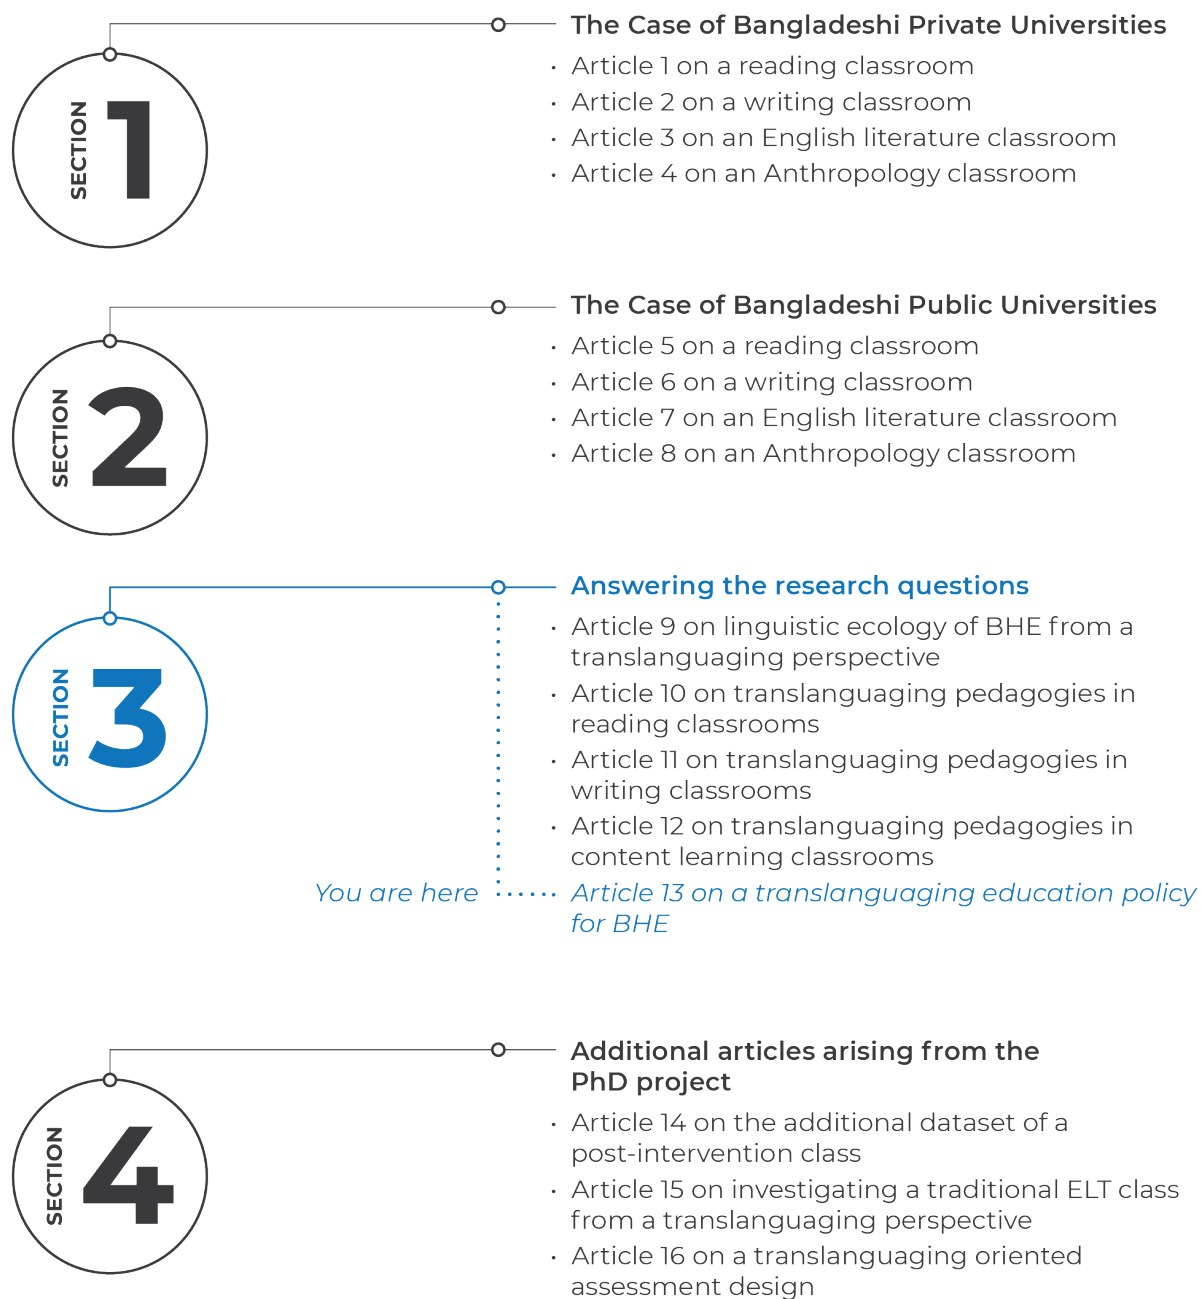 SECTION 1
The Case of Bangladeshi Private Universities
· Article 1 on a reading classroom
· Article 2 on a writing classroom
· Article 3 on an English literature classroom
· Article 4 on an Anthropology classroom
SECTION 2
The Case of Bangladeshi Public Universities
· Article 5 on a reading classroom
· Article 6 on a writing classroom
· Article 7 on an English literature classroom
· Article 8 on an Anthropology classroom
SECTION 3
Answering the research questions
· Article 9 on linguistic ecology of BHE from a
translanguaging perspective
· Article 10 on translanguaging pedagogies in
reading classrooms
· Article 11 on translanguaging pedagogies in
writing classrooms
· Article 12 on translanguaging pedagogies in
content learning classrooms
You are here
Article 13 on a translanguaging education policy
for BHE
SECTION 4
Additional articles arising from the
PhD project
· Article 14 on the additional dataset of a
post-intervention class
· Article 15 on investigating a traditional ELT class
from a translanguaging perspective
· Article 16 on a translanguaging oriented
assessment design